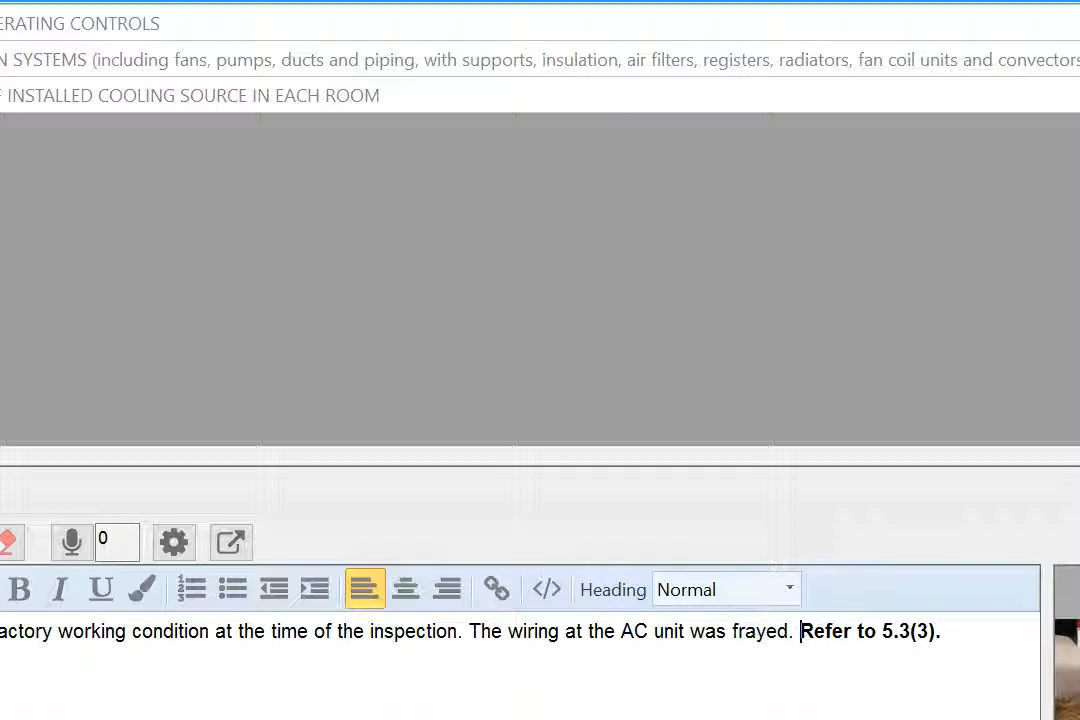 ERATING CONTROLS
N SYSTEMS (including fans, pumps, ducts and piping, with supports, insulation, air filters, registers, radiators, fan coil units and convectors
F INSTALLED COOLING SOURCE IN EACH ROOM
0
B I U Heading Normal
actory working condition at the time of the inspection. The wiring at the AC unit was frayed. Refer to 5.3(3).